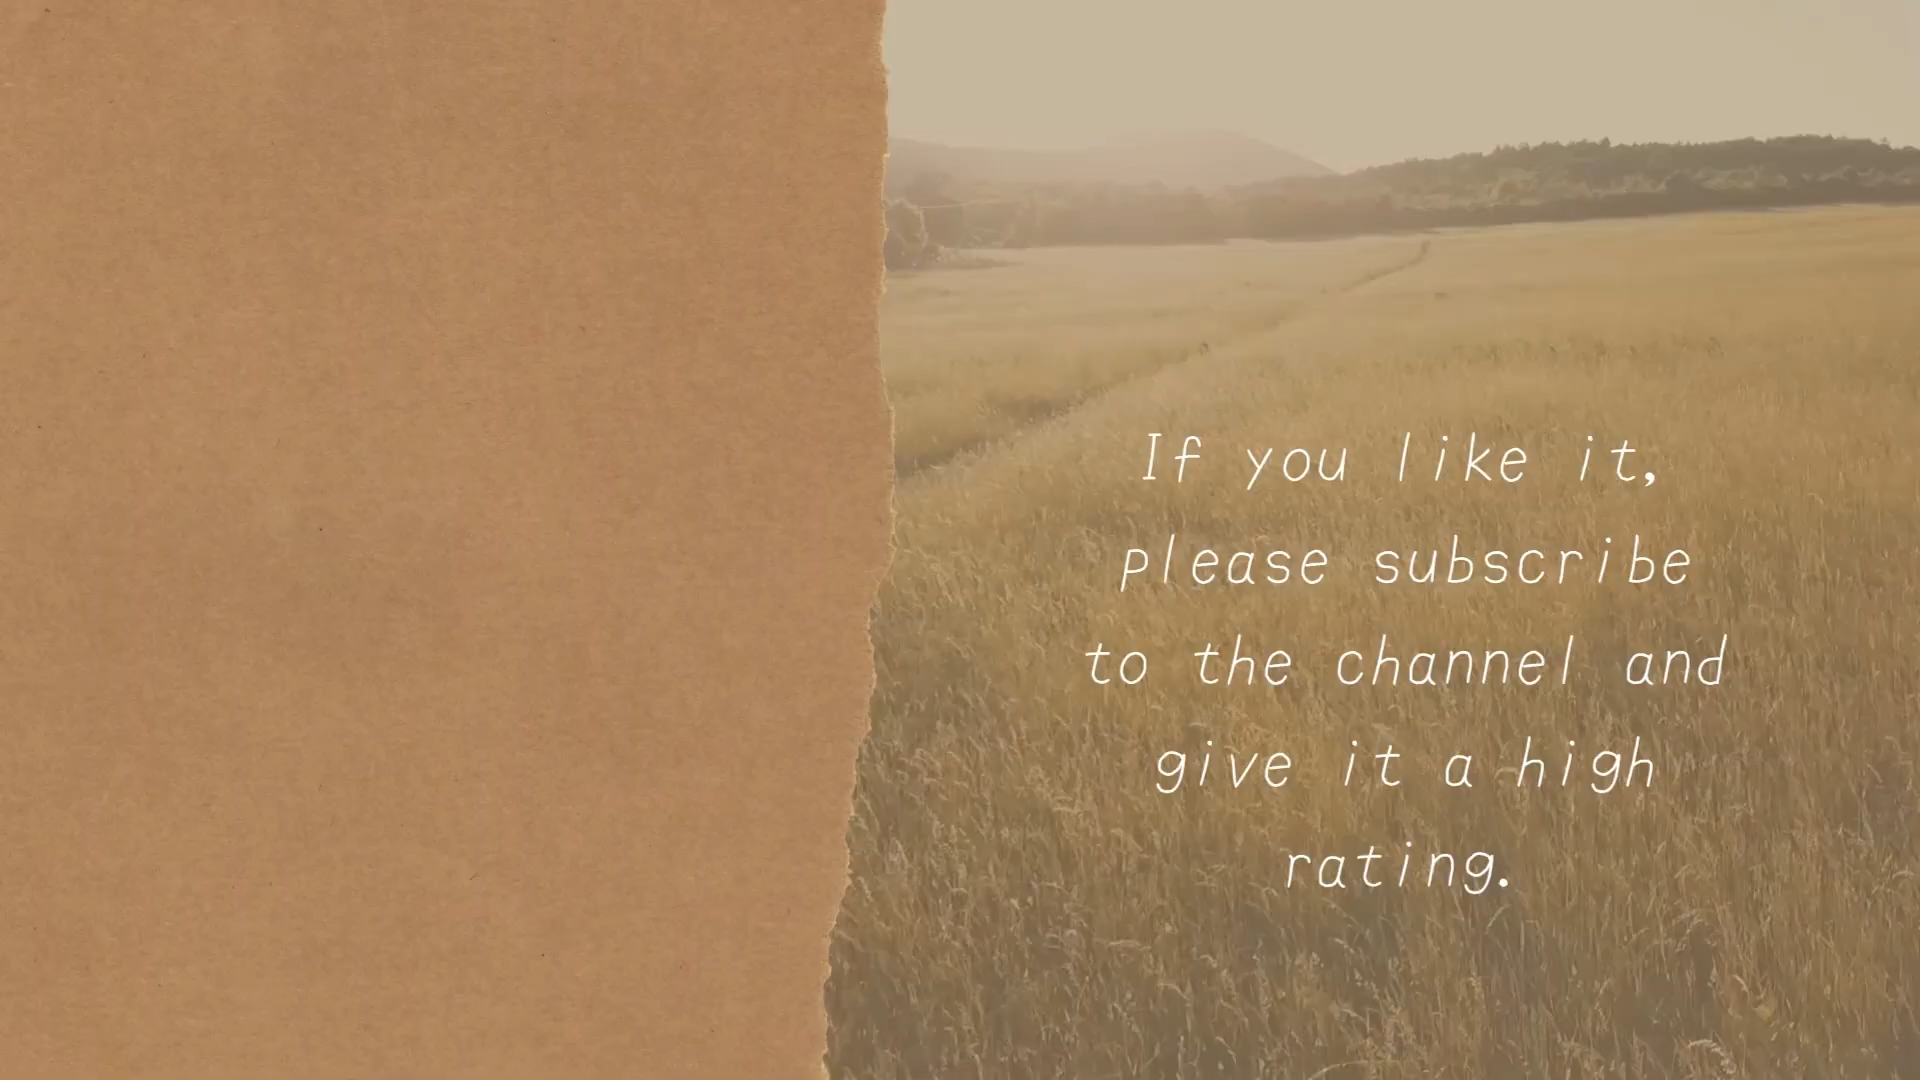 If you like it,
please subscribe
to the channel and
give it a high
rating.